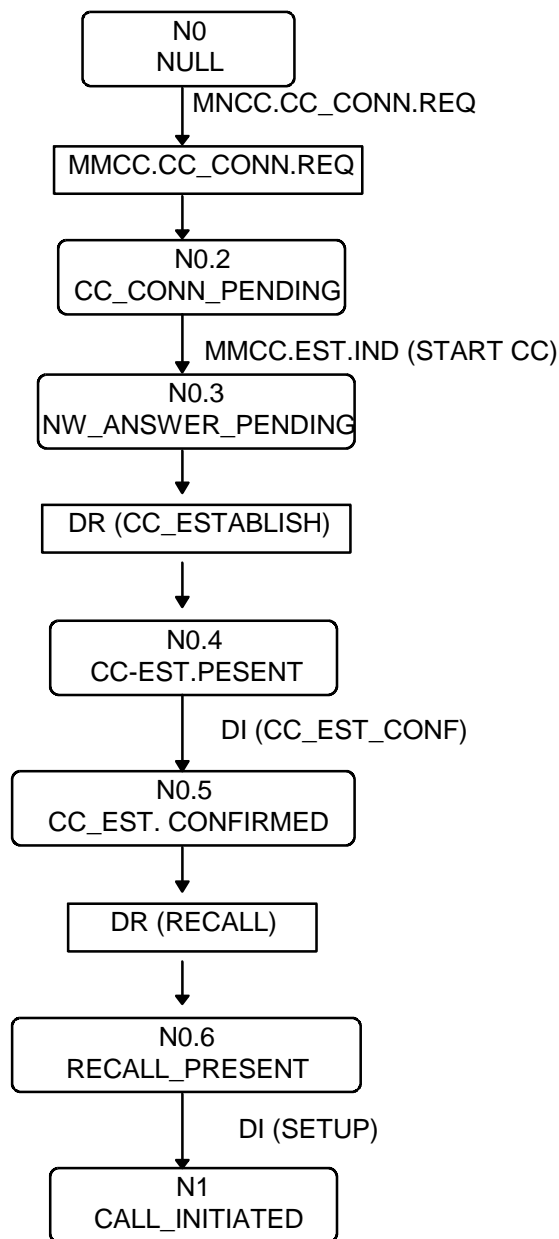 N0
NULL
MNCC.CC_CONN.REQ
MMCC.CC_CONN.REQ
N0.2
CC_CONN_PENDING
MMCC.EST.IND (START CC)
N0.3
NW_ANSWER_PENDING
DR (CC_ESTABLISH)
N0.4
CC-EST.PESENT
DI (CC_EST_CONF)
N0.5
CC_EST. CONFIRMED
DR (RECALL)
N0.6
RECALL_PRESENT
DI (SETUP)
N1
CALL_INITIATED